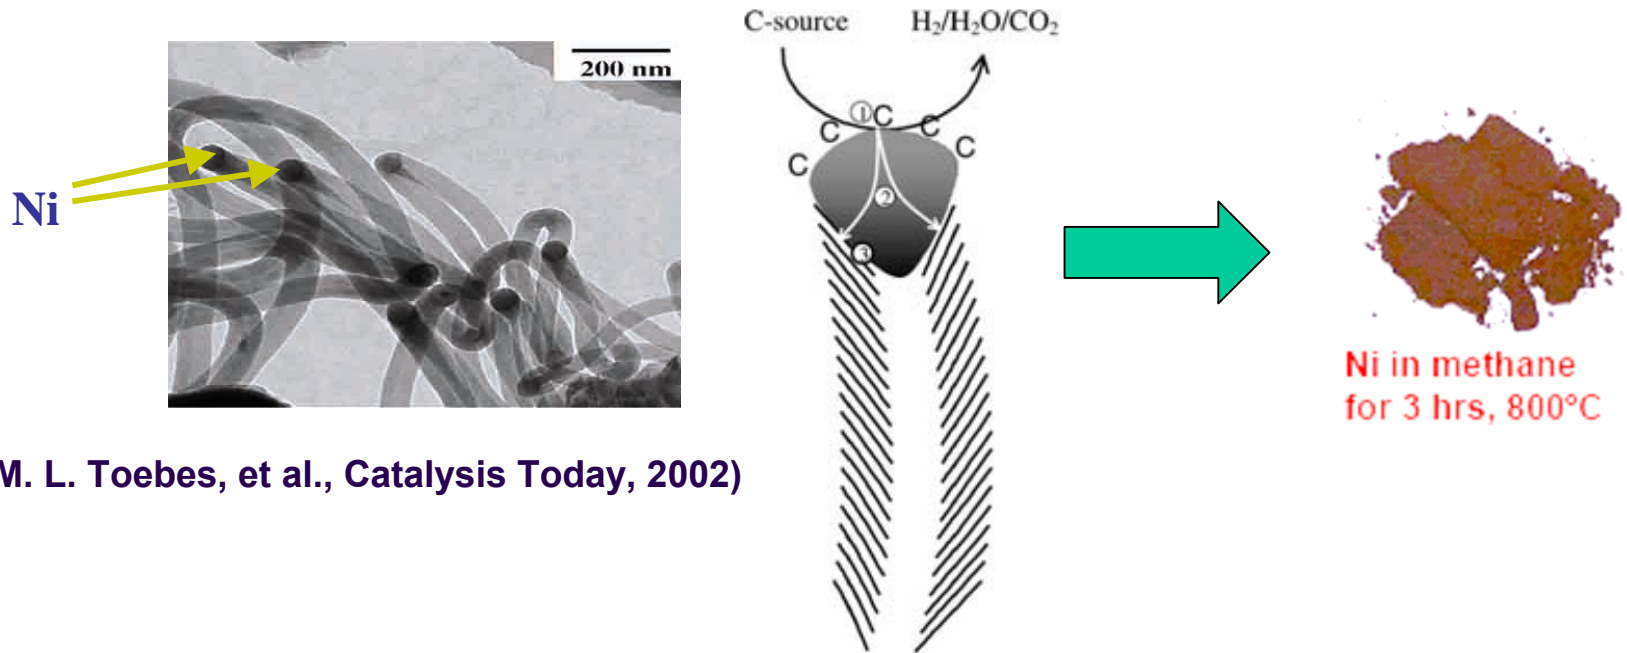 C-source H₂/H₂O/CO₂
200 nm
①C
C
C
C
C
②
③
Ni
Ni in methane
for 3 hrs, 800°C
M. L. Toebes, et al., Catalysis Today, 2002)